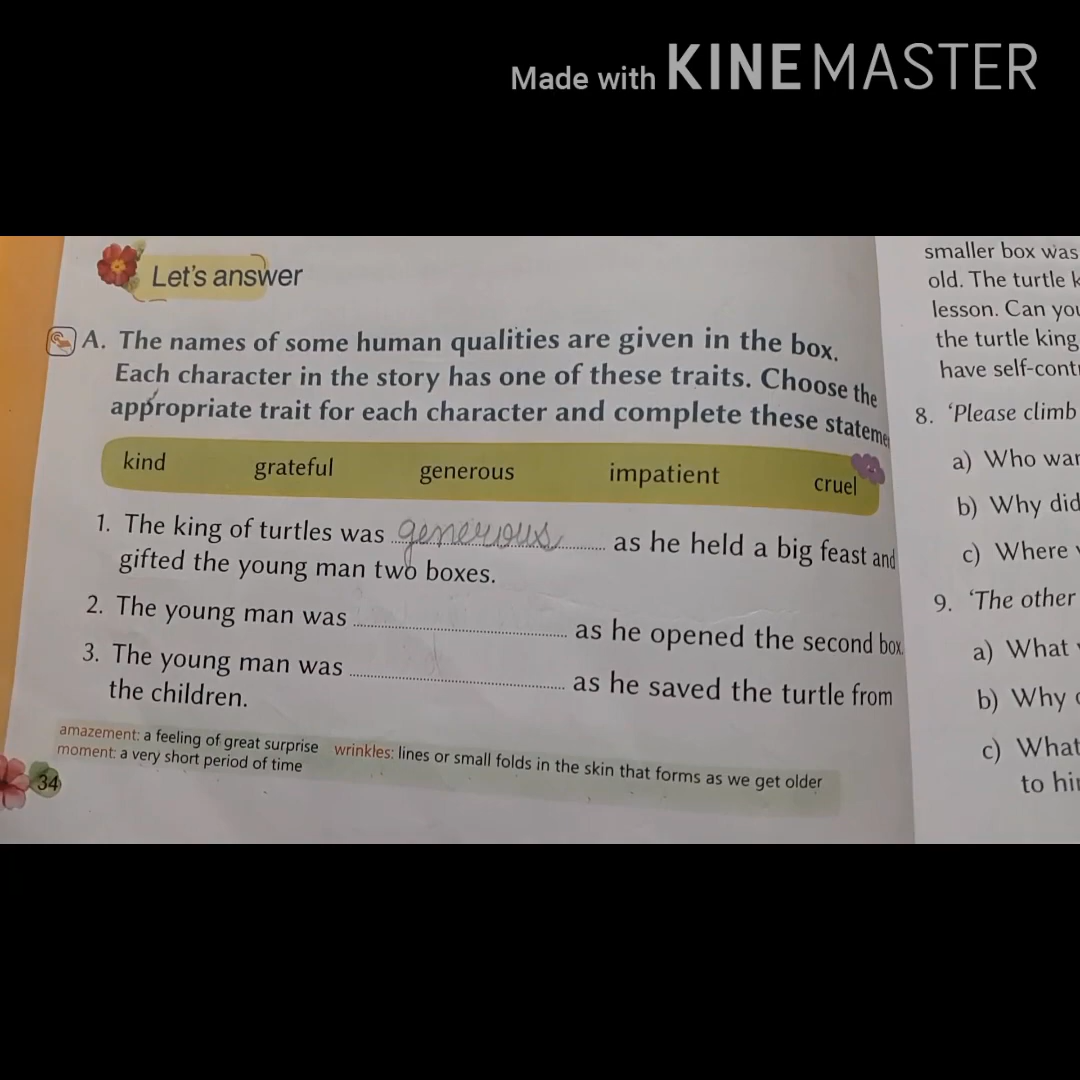 Made with KINEMASTER
Let's answer
A. The names of some human qualities are given in the box.
Each character in the story has one of these traits. Choose the
appropriate trait for each character and complete these stateme
kind grateful generous impatient cruel
1. The king of turtles was generous as he held a big feast and
gifted the young man two boxes.
2. The young man was as he opened the second box.
3. The young man was as he saved the turtle from
the children.
amazement: a feeling of great surprise wrinkles: lines or small folds in the skin that forms as we get older
moment: a very short period of time
34
smaller box was
old. The turtle k
lesson. Can you
the turtle king
have self-cont
8. ‘Please climb
a) Who
b) Why did
c) Where
9. ‘The other
a) What
b) Why
c) What
to